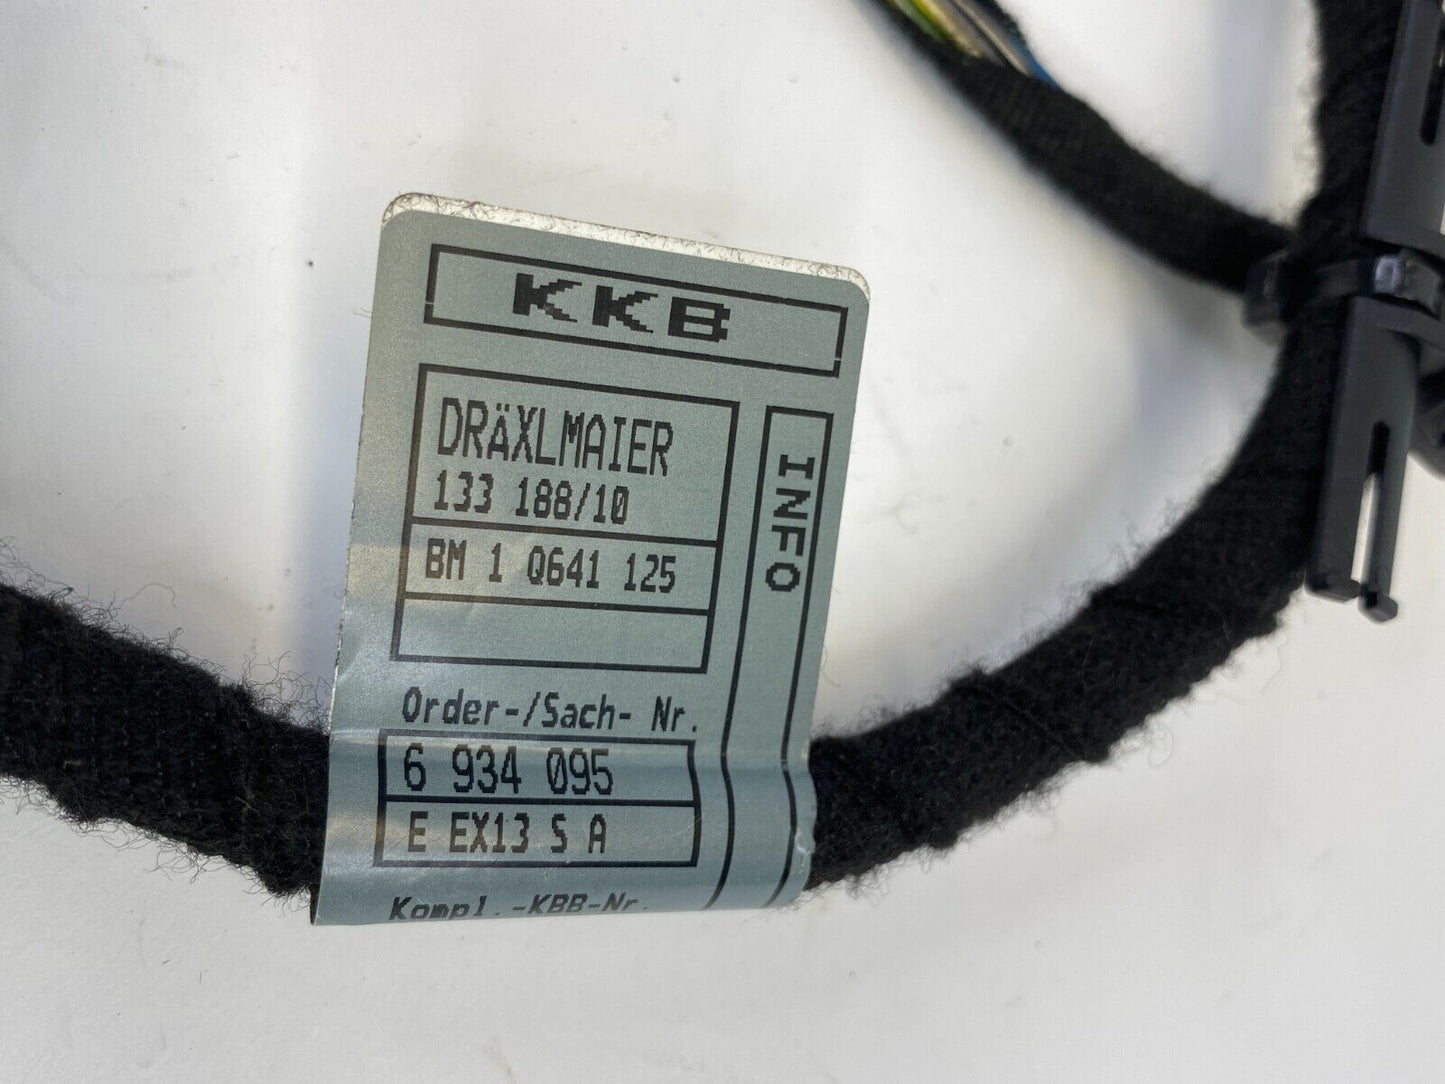 KKB
DRÄXLMAIER
133 188/10
BM 1 Q641 125
INFO
Order-/Sach- Nr.
6 934 095
E EX13 S A
Kompl.-KBB-Nr.